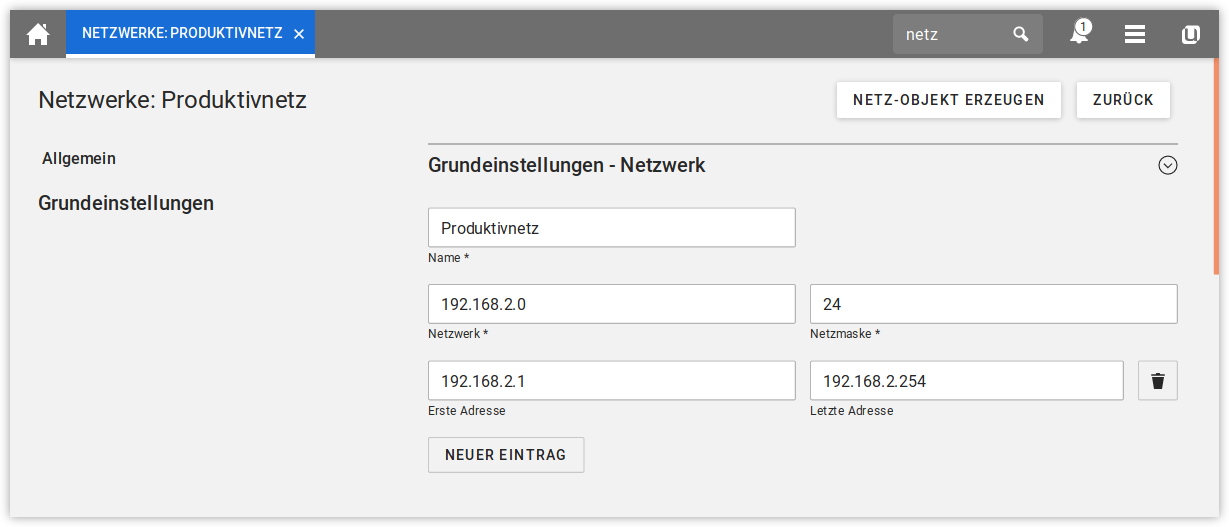 NETZWERKE: PRODUKTIVNETZ ×
netz
1
Netzwerke: Produktivnetz
NETZ-OBJEKT ERZEUGEN
ZURÜCK
Allgemein
Grundeinstellungen
Grundeinstellungen - Netzwerk
Produktivnetz
Name *
192.168.2.0
24
Netzwerk *
Netzmaske *
192.168.2.1
192.168.2.254
Erste Adresse
Letzte Adresse
NEUER EINTRAG